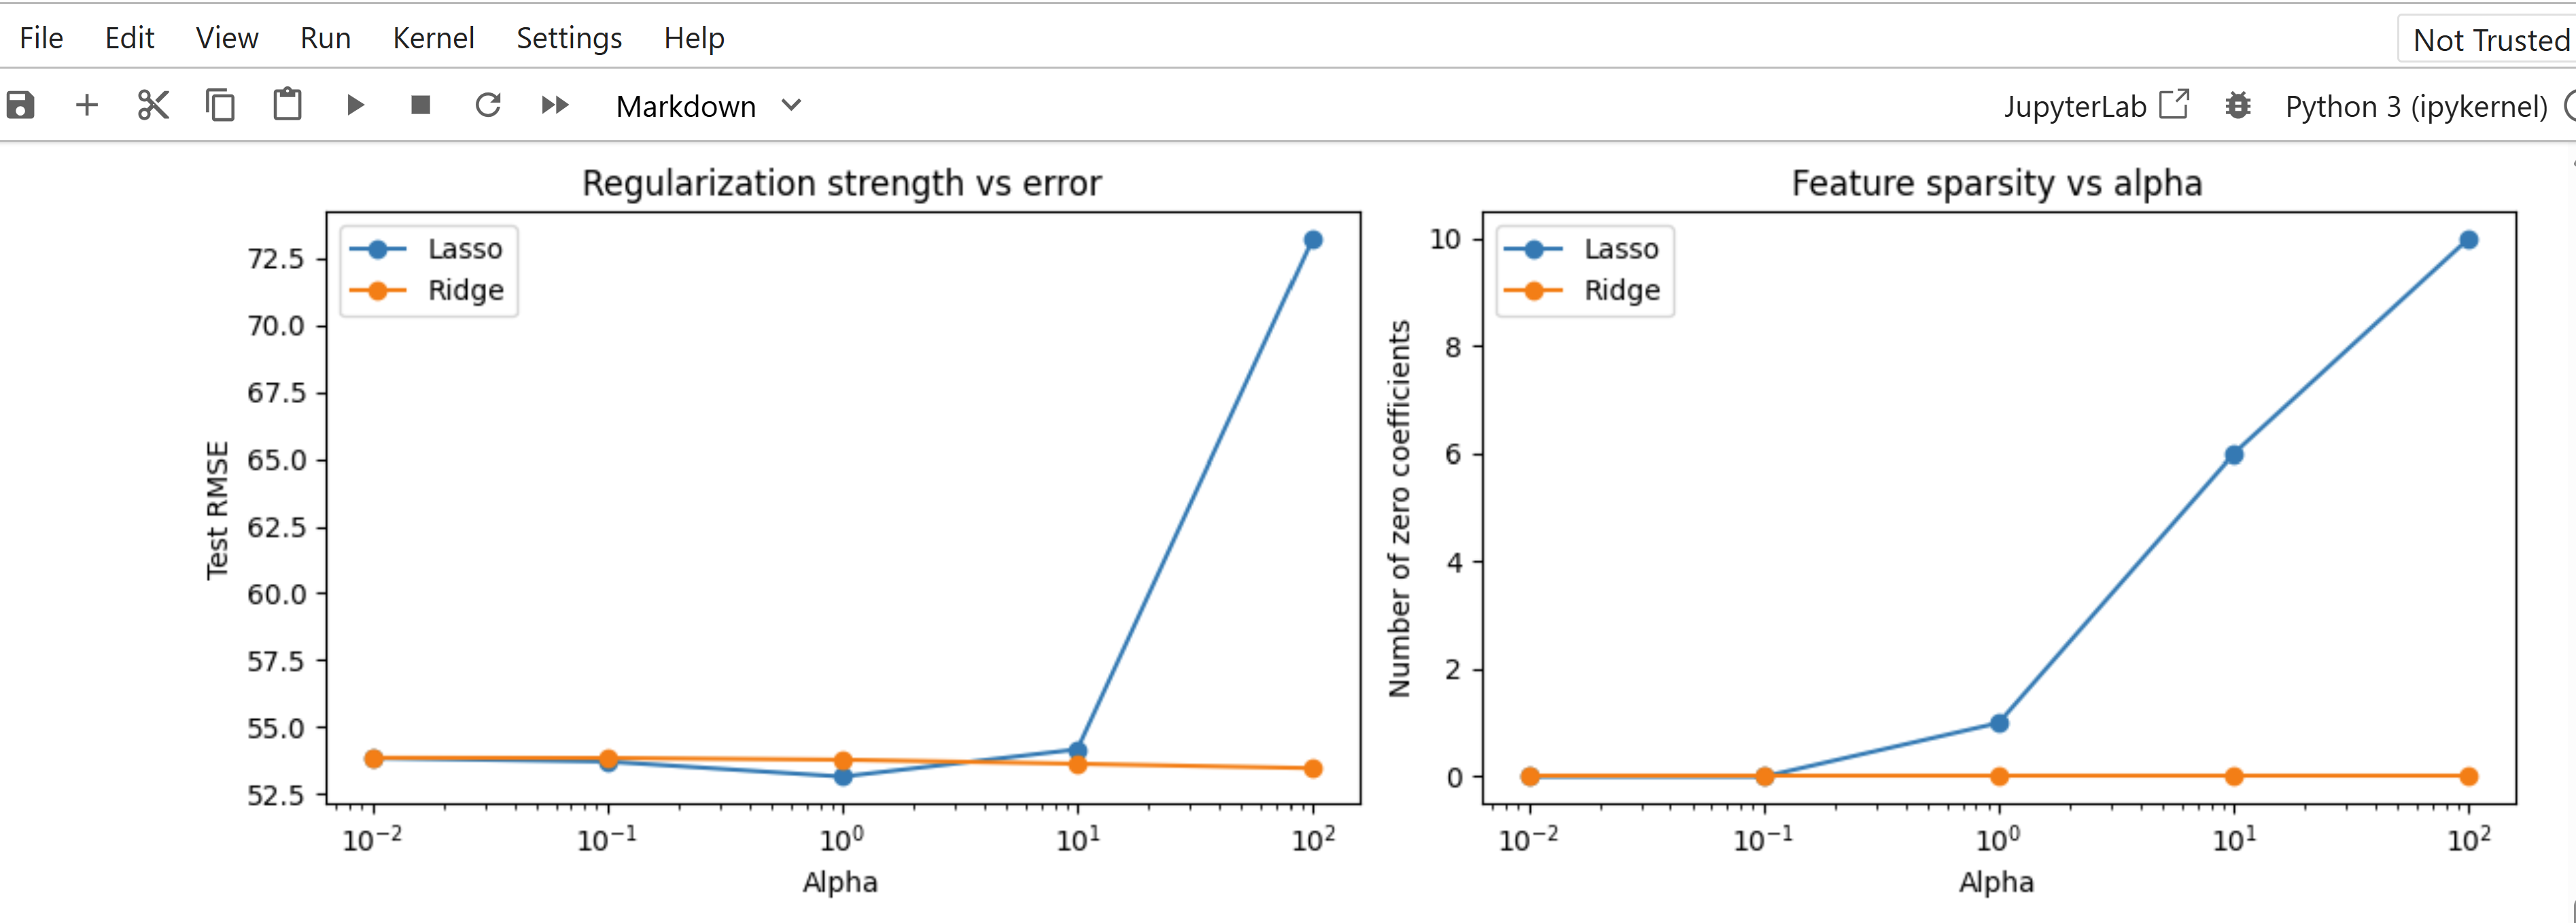 File Edit View Run Kernel Settings Help Not Trusted
Markdown JupyterLab Python 3 (ipykernel)
Regularization strength vs error
Lasso
Ridge
72.5
70.0
67.5
65.0
62.5
60.0
57.5
55.0
52.5
Test RMSE
10⁻² 10⁻¹ 10⁰ 10¹ 10²
Alpha
Feature sparsity vs alpha
Lasso
Ridge
10
8
6
4
2
0
Number of zero coefficients
10⁻² 10⁻¹ 10⁰ 10¹ 10²
Alpha